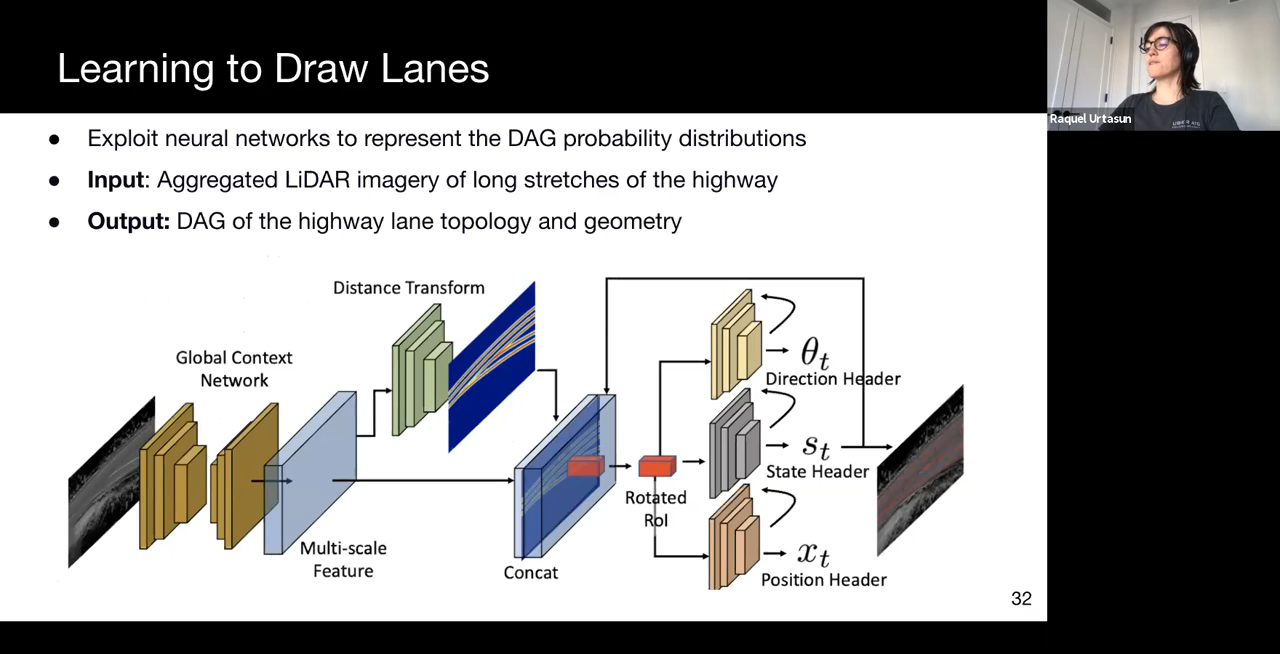 Learning to Draw Lanes
Raquel Urtasun
● Exploit neural networks to represent the DAG probability distributions
● Input: Aggregated LiDAR imagery of long stretches of the highway
● Output: DAG of the highway lane topology and geometry
Distance Transform
Global Context
Network
θt
Direction Header
st
State Header
Rotated
RoI
Multi-scale
Feature
Concat
xt
Position Header
32